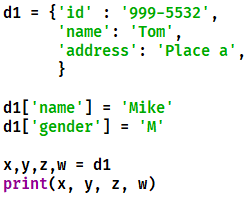 d1 = {'id' : '999-5532',
      'name': 'Tom',
      'address': 'Place a',
      }
d1['name'] = 'Mike'
d1['gender'] = 'M'
x,y,z,w = d1
print(x, y, z, w)